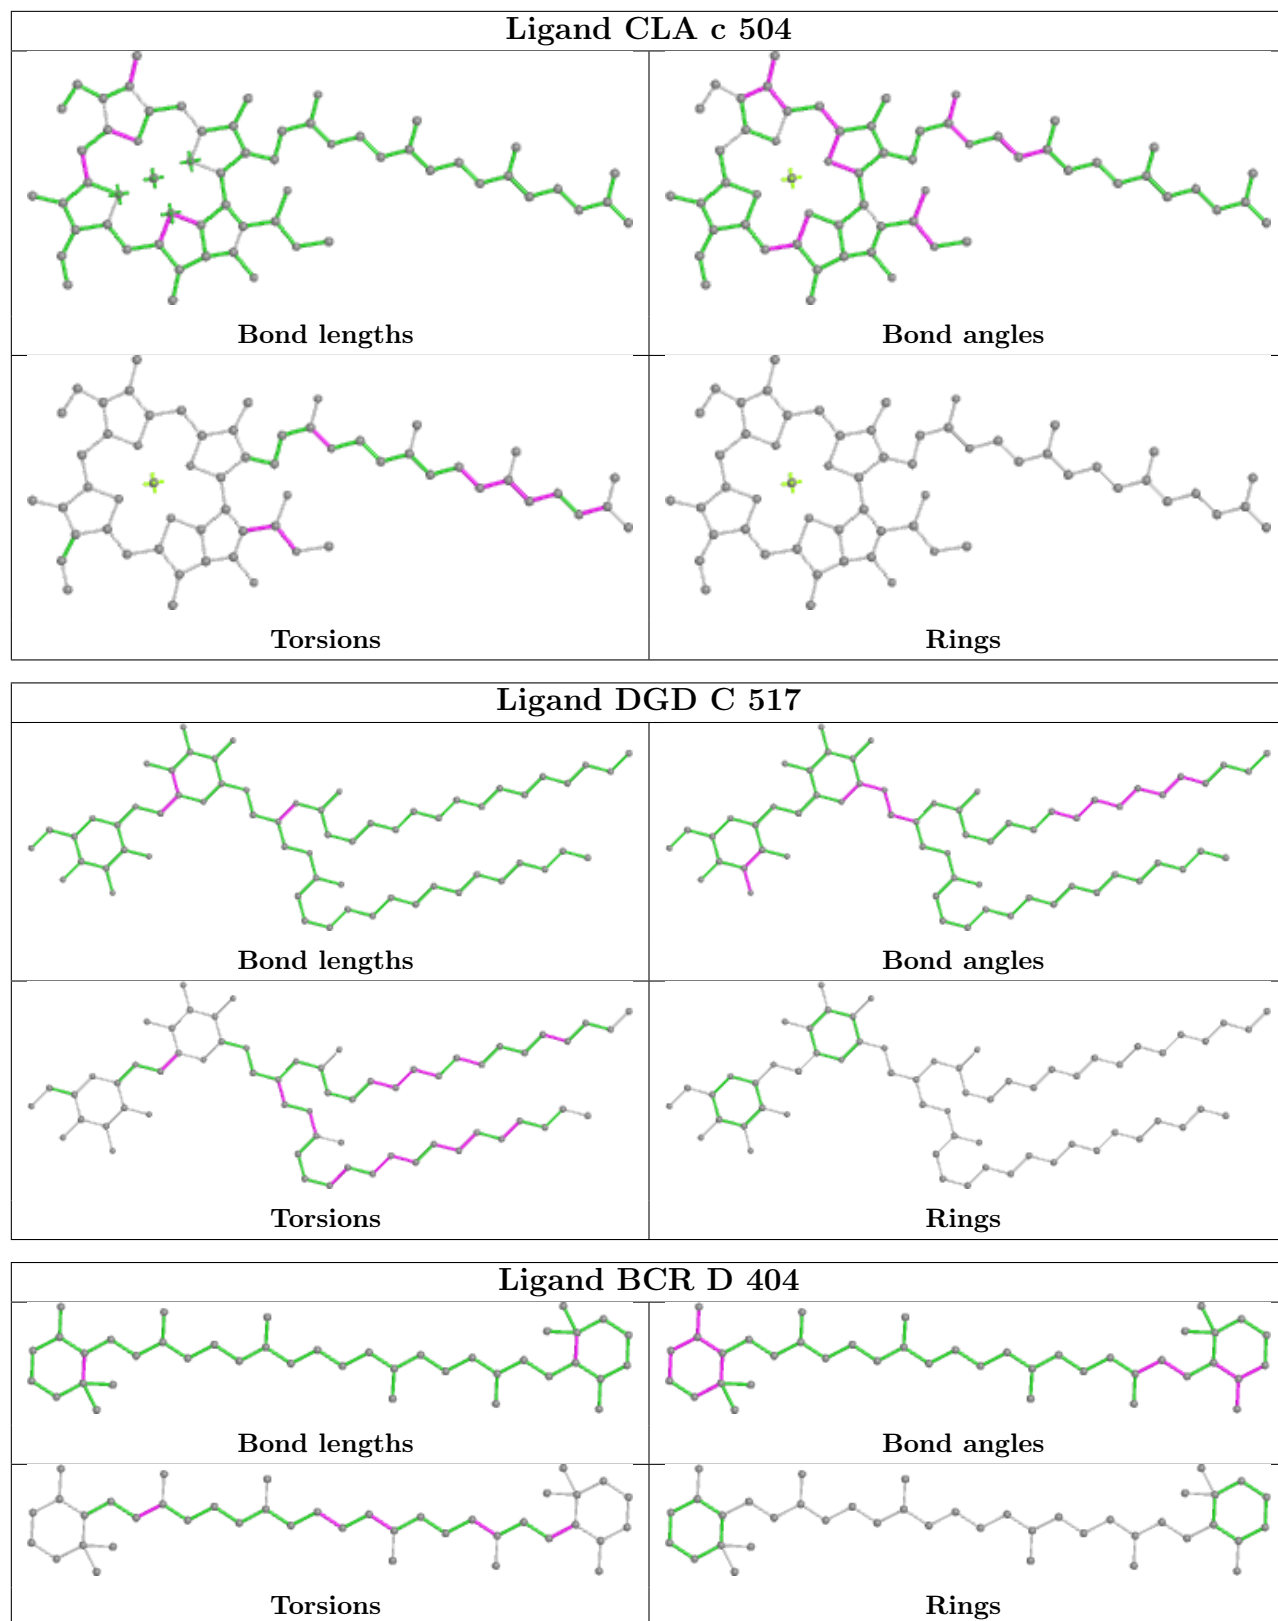 Ligand CLA c 504
Bond lengths
Bond angles
Torsions
Rings
Ligand DGD C 517
Bond lengths
Bond angles
Torsions
Rings
Ligand BCR D 404
Bond lengths
Bond angles
Torsions
Rings